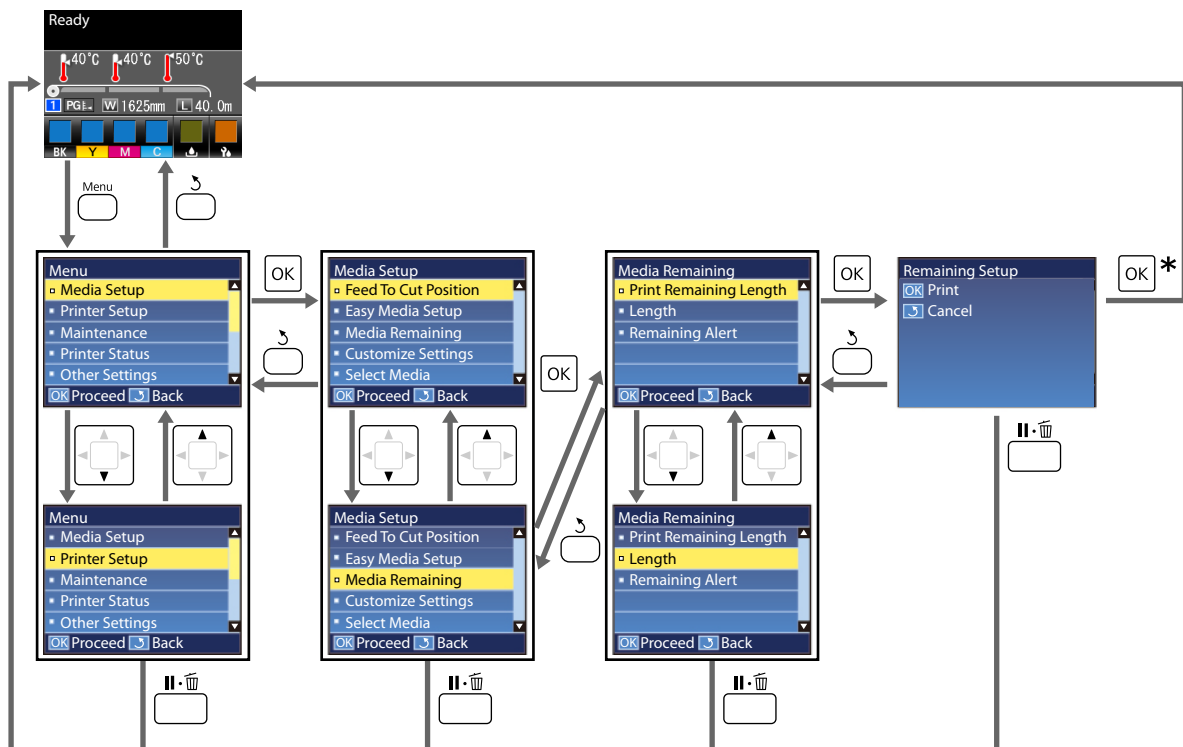 Ready
40°C 40°C 50°C
1 PG W 1625mm L 40.0m
BK Y M C
Menu
Menu
Media Setup
Printer Setup
Maintenance
Printer Status
Other Settings
OK Proceed Back
OK
Media Setup
Feed To Cut Position
Easy Media Setup
Media Remaining
Customize Settings
Select Media
OK Proceed Back
OK
Media Remaining
Print Remaining Length
Length
Remaining Alert
OK Proceed Back
OK
Remaining Setup
OK Print
Cancel
OK *
Menu
Media Setup
Printer Setup
Maintenance
Printer Status
Other Settings
OK Proceed Back
Media Setup
Feed To Cut Position
Easy Media Setup
Media Remaining
Customize Settings
Select Media
OK Proceed Back
Media Remaining
Print Remaining Length
Length
Remaining Alert
OK Proceed Back